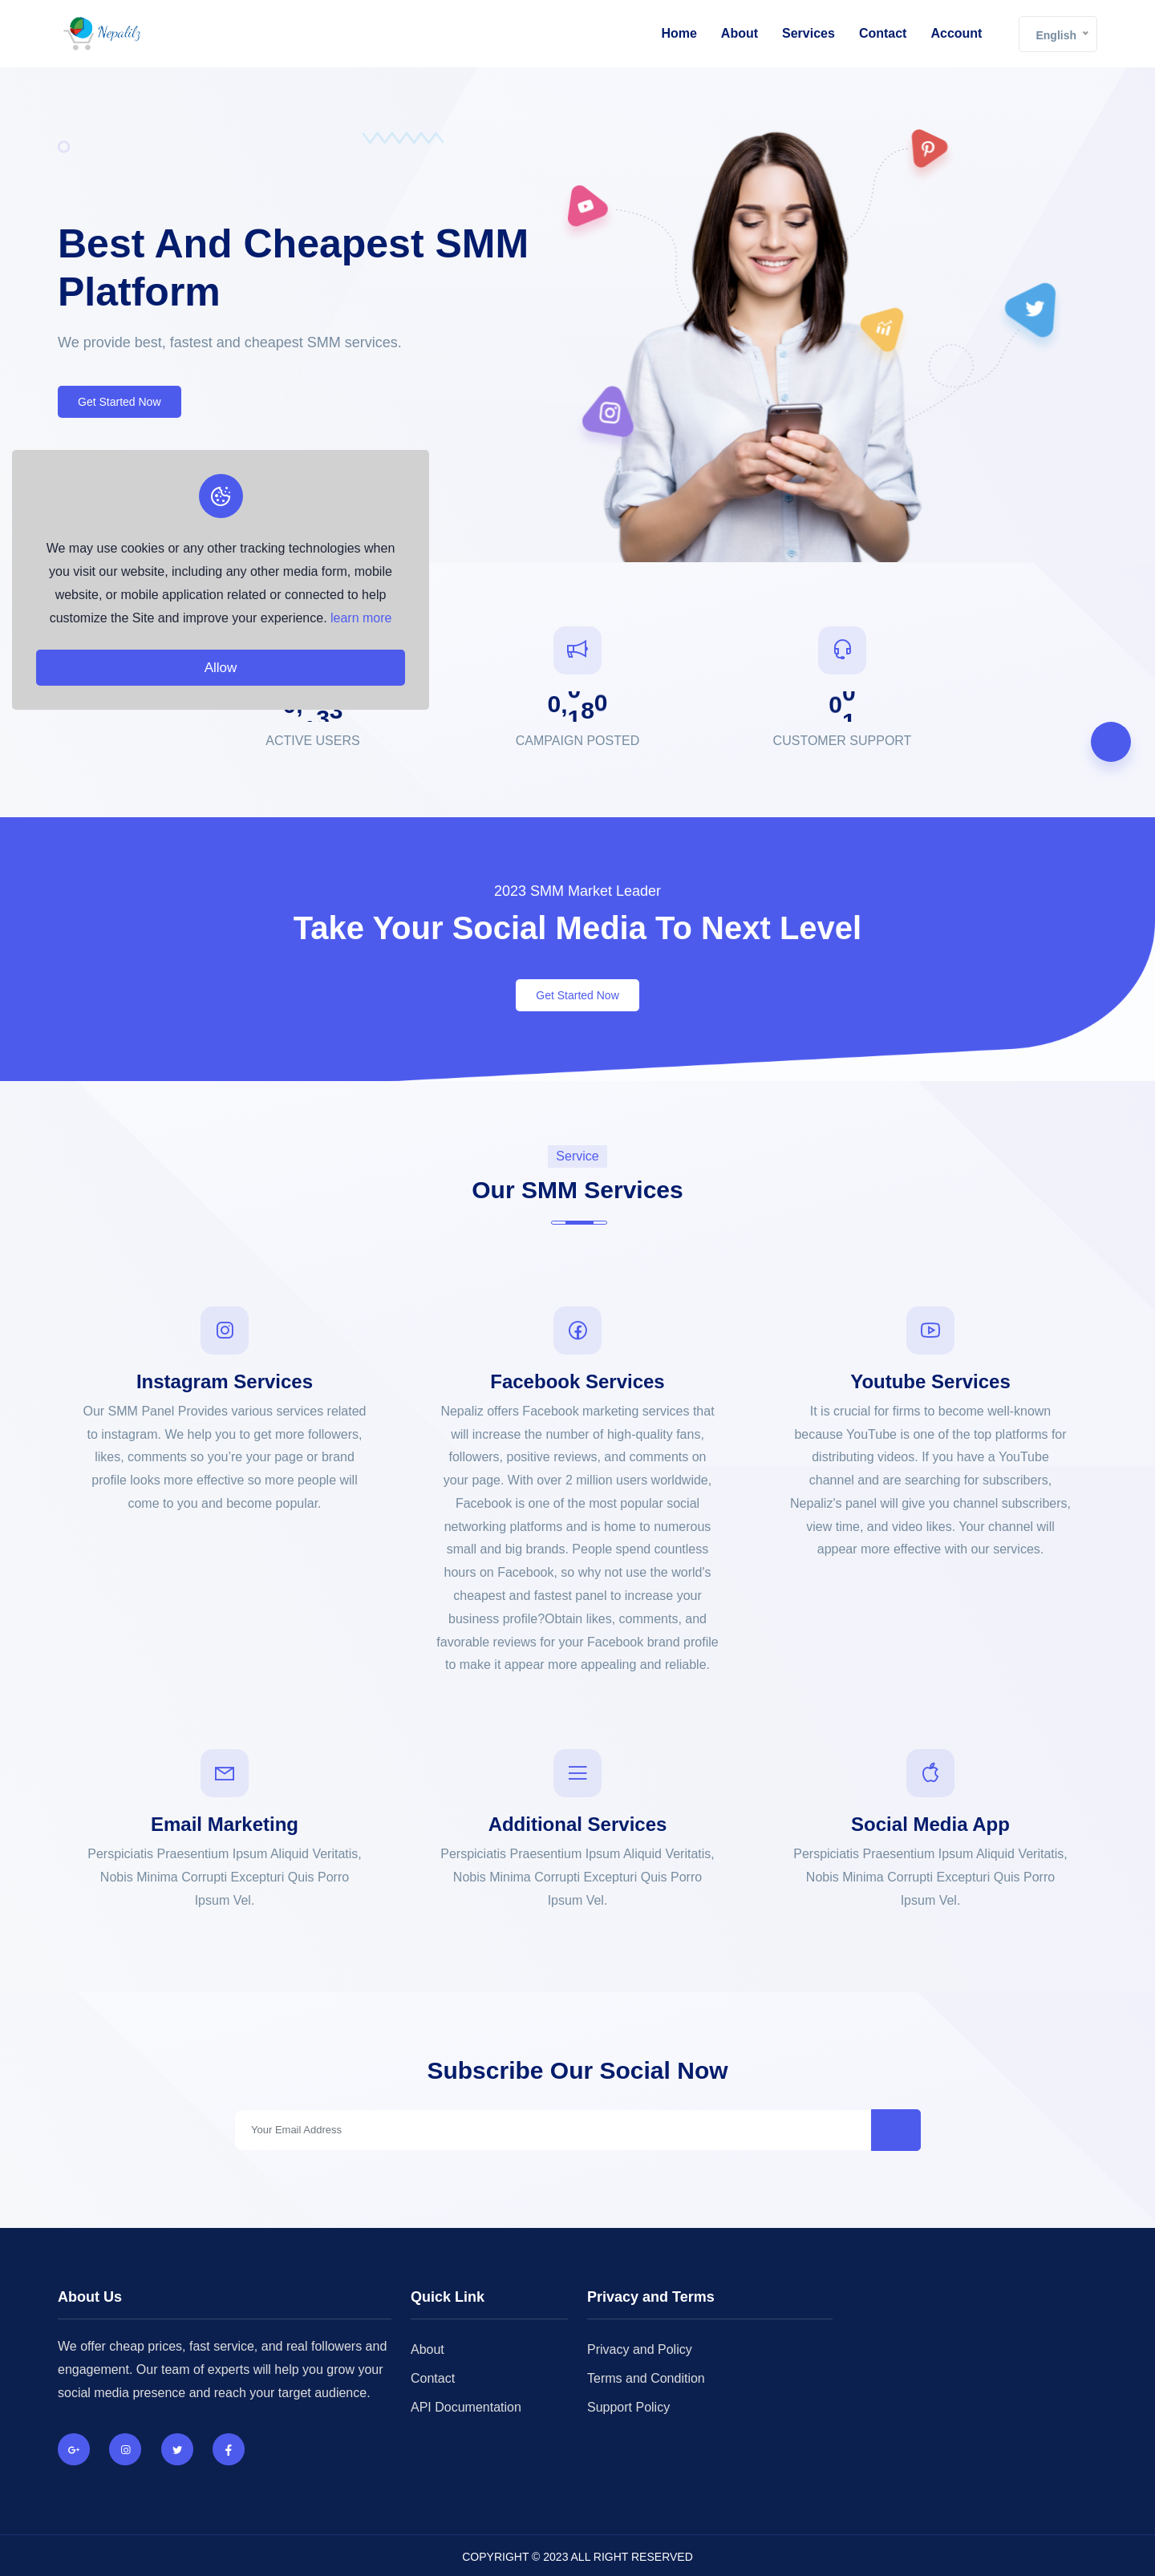 Nepalilz
Home
About
Services
Contact
Account
English
Best And Cheapest SMM
Platform
We provide best, fastest and cheapest SMM services.
Get Started Now
We may use cookies or any other tracking technologies when
you visit our website, including any other media form, mobile
website, or mobile application related or connected to help
customize the Site and improve your experience. learn more
Allow
ACTIVE USERS
CAMPAIGN POSTED
CUSTOMER SUPPORT
2023 SMM Market Leader
Take Your Social Media To Next Level
Get Started Now
Service
Our SMM Services
Instagram Services
Our SMM Panel Provides various services related
to instagram. We help you to get more followers,
likes, comments so you’re your page or brand
profile looks more effective so more people will
come to you and become popular.
Facebook Services
Nepaliz offers Facebook marketing services that
will increase the number of high-quality fans,
followers, positive reviews, and comments on
your page. With over 2 million users worldwide,
Facebook is one of the most popular social
networking platforms and is home to numerous
small and big brands. People spend countless
hours on Facebook, so why not use the world's
cheapest and fastest panel to increase your
business profile?Obtain likes, comments, and
favorable reviews for your Facebook brand profile
to make it appear more appealing and reliable.
Youtube Services
It is crucial for firms to become well-known
because YouTube is one of the top platforms for
distributing videos. If you have a YouTube
channel and are searching for subscribers,
Nepaliz's panel will give you channel subscribers,
view time, and video likes. Your channel will
appear more effective with our services.
Email Marketing
Perspiciatis Praesentium Ipsum Aliquid Veritatis,
Nobis Minima Corrupti Excepturi Quis Porro
Ipsum Vel.
Additional Services
Perspiciatis Praesentium Ipsum Aliquid Veritatis,
Nobis Minima Corrupti Excepturi Quis Porro
Ipsum Vel.
Social Media App
Perspiciatis Praesentium Ipsum Aliquid Veritatis,
Nobis Minima Corrupti Excepturi Quis Porro
Ipsum Vel.
Subscribe Our Social Now
Your Email Address
About Us
We offer cheap prices, fast service, and real followers and
engagement. Our team of experts will help you grow your
social media presence and reach your target audience.
Quick Link
About
Contact
API Documentation
Privacy and Terms
Privacy and Policy
Terms and Condition
Support Policy
COPYRIGHT © 2023 ALL RIGHT RESERVED